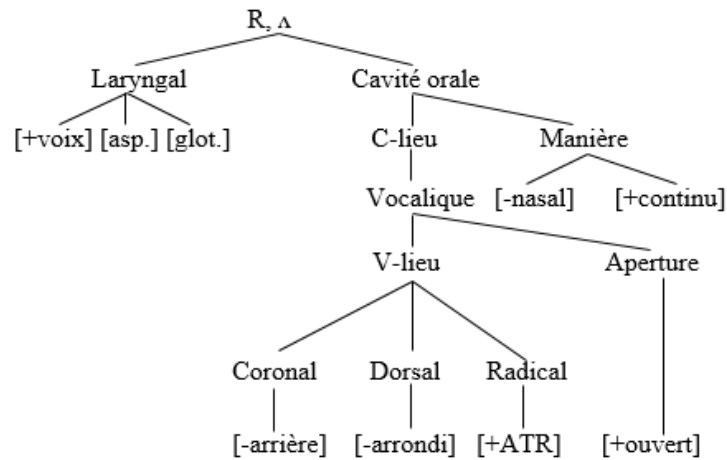 R, ʌ
Laryngal Cavité orale
[+voix] [asp.] [glot.] C-lieu Manière
Vocalique [-nasal] [+continu]
V-lieu Aperture
Coronal Dorsal Radical
[-arrière] [-arrondi] [+ATR] [+ouvert]